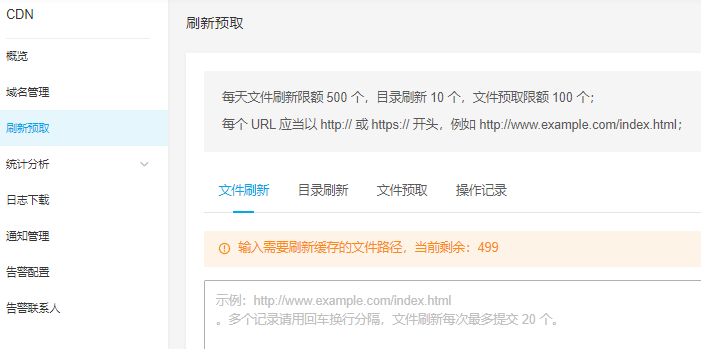 CDN
概览
域名管理
刷新预取
统计分析
日志下载
通知管理
告警配置
告警联系人
刷新预取
每天文件刷新限额 500 个，目录刷新 10 个，文件预取限额 100 个；
每个 URL 应当以 http:// 或 https:// 开头，例如 http://www.example.com/index.html；
文件刷新 目录刷新 文件预取 操作记录
输入需要刷新缓存的文件路径，当前剩余：499
示例：http://www.example.com/index.html
。多个记录请用回车换行分隔，文件刷新每次最多提交 20 个。